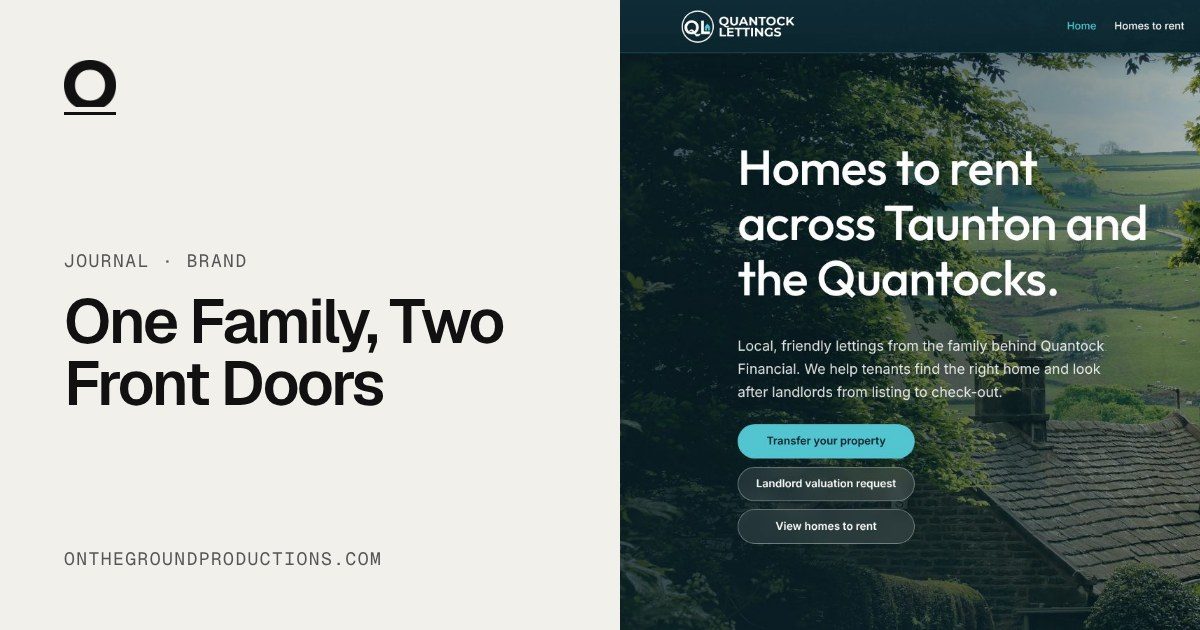 O
JOURNAL · BRAND
One Family, Two
Front Doors
ONTHEGROUNDPRODUCTIONS.COM
QL
QUANTOCK
LETTINGS
Home
Homes to rent
Homes to rent
across Taunton and
the Quantocks.
Local, friendly lettings from the family behind Quantock
Financial. We help tenants find the right home and look
after landlords from listing to check-out.
Transfer your property
Landlord valuation request
View homes to rent